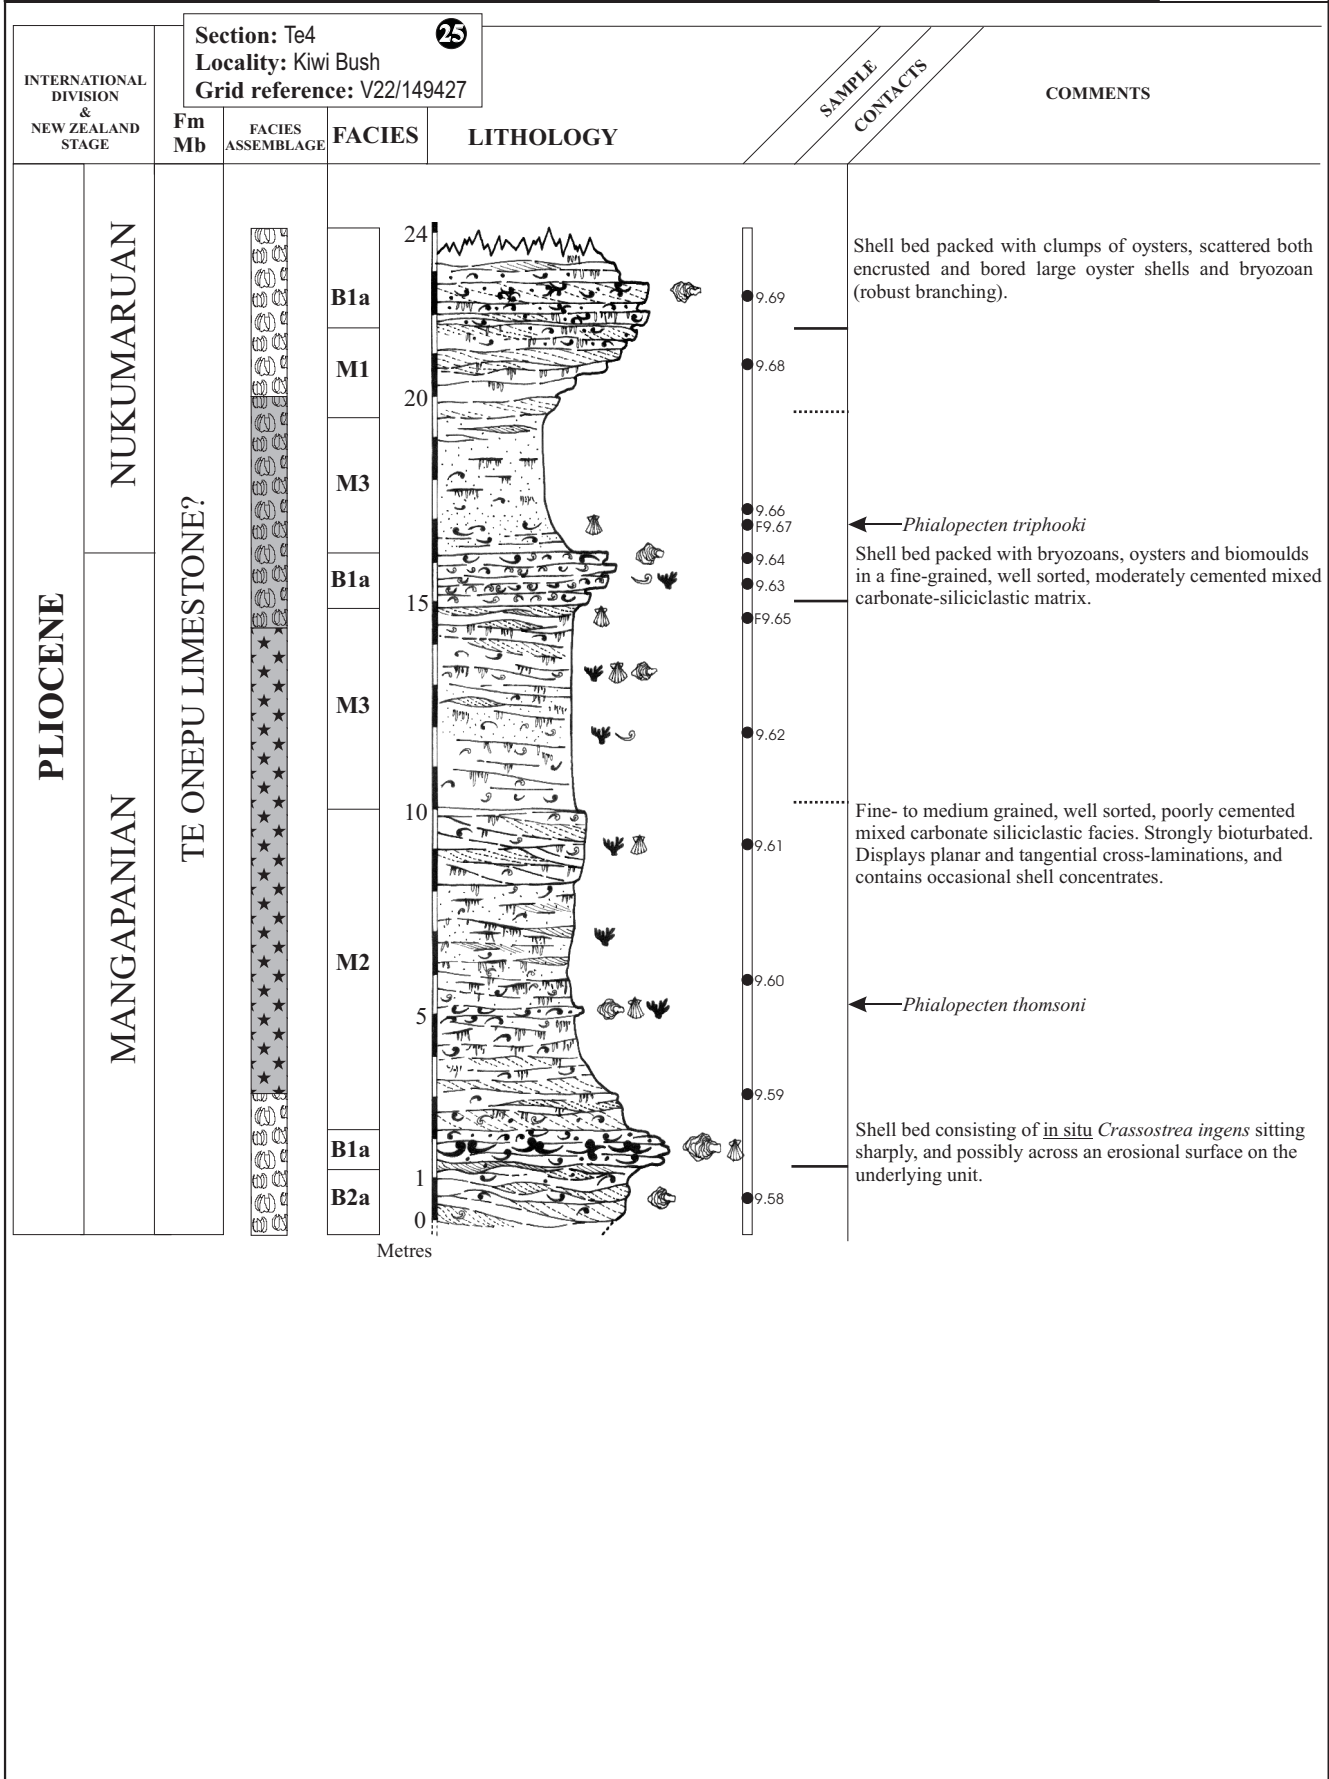 Section: Te4
25
Locality: Kiwi Bush
Grid reference: V22/149427
INTERNATIONAL
DIVISION
&
NEW ZEALAND
STAGE
Fm
Mb
FACIES
ASSEMBLAGE
FACIES
LITHOLOGY
SAMPLE
CONTACTS
COMMENTS
PLIOCENE
NUKUMARUAN
MANGAPANIAN
TE ONEPU LIMESTONE?
B1a
M1
M3
B1a
M3
M2
B1a
B2a
24
20
15
10
5
1
0
Metres
9.69
9.68
9.66
F9.67
9.64
9.63
F9.65
9.62
9.61
9.60
9.59
9.58
Shell bed packed with clumps of oysters, scattered both
encrusted and bored large oyster shells and bryozoan
(robust branching).
Phialopecten triphooki
Shell bed packed with bryozoans, oysters and biomoulds
in a fine-grained, well sorted, moderately cemented mixed
carbonate-siliciclastic matrix.
Fine- to medium grained, well sorted, poorly cemented
mixed carbonate siliciclastic facies. Strongly bioturbated.
Displays planar and tangential cross-laminations, and
contains occasional shell concentrates.
Phialopecten thomsoni
Shell bed consisting of in situ Crassostrea ingens sitting
sharply, and possibly across an erosional surface on the
underlying unit.